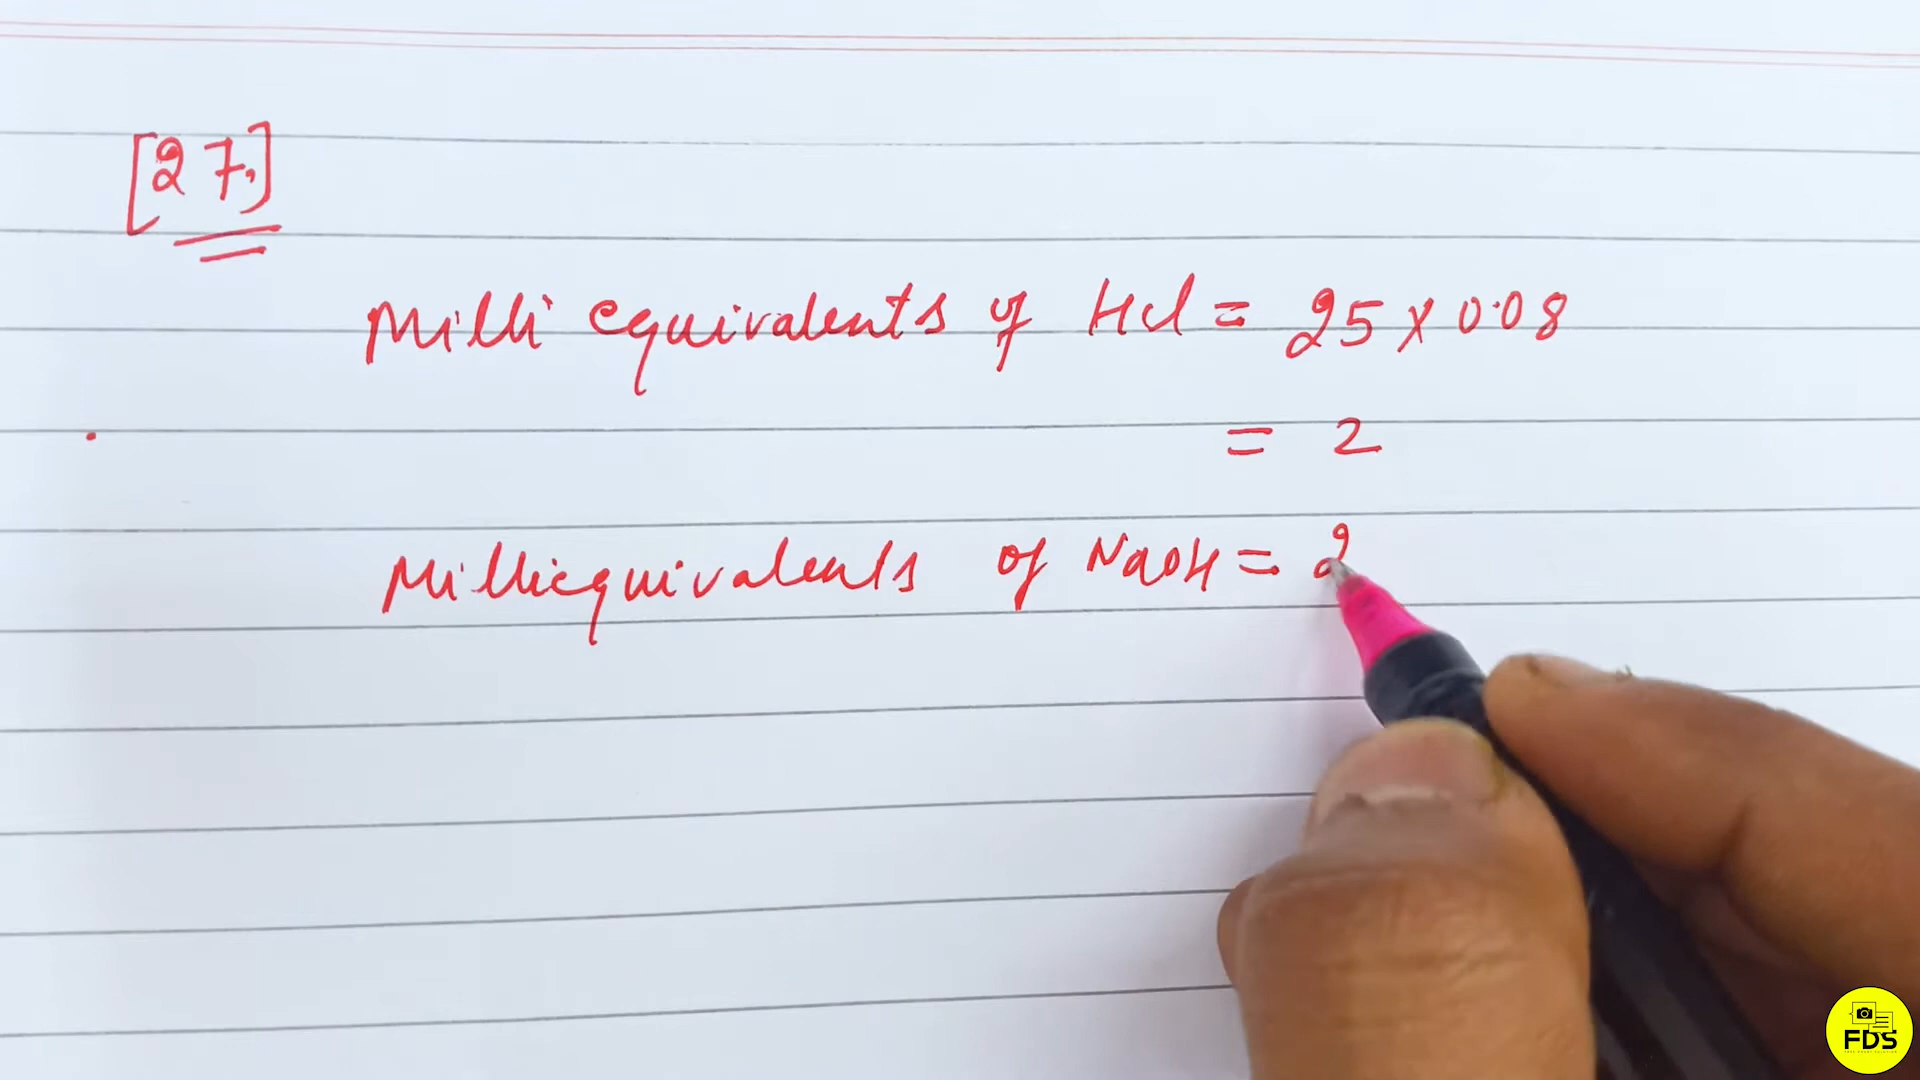 [27.]
Milli equivalents of HCl = 25 x 0.08
= 2
Milliequivalents of NaOH = 2
FDS